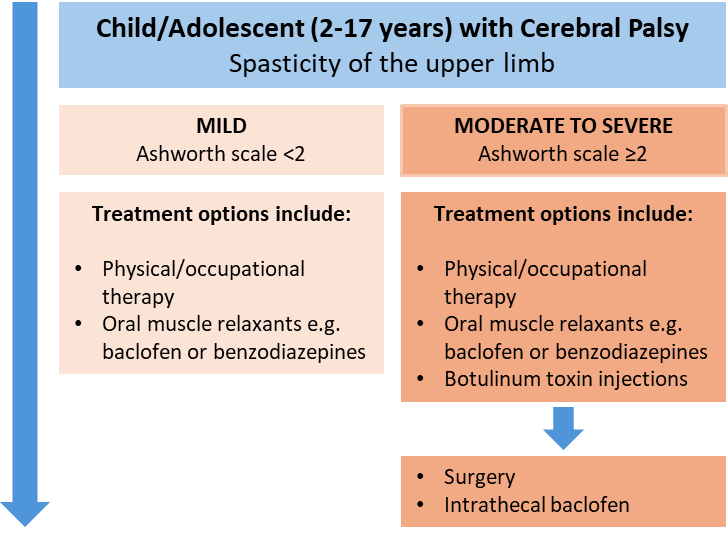 Child/Adolescent (2-17 years) with Cerebral Palsy
Spasticity of the upper limb
MILD
Ashworth scale <2
Treatment options include:
• Physical/occupational
therapy
• Oral muscle relaxants e.g.
baclofen or benzodiazepines
MODERATE TO SEVERE
Ashworth scale ≥2
Treatment options include:
• Physical/occupational
therapy
• Oral muscle relaxants e.g.
baclofen or benzodiazepines
• Botulinum toxin injections
• Surgery
• Intrathecal baclofen